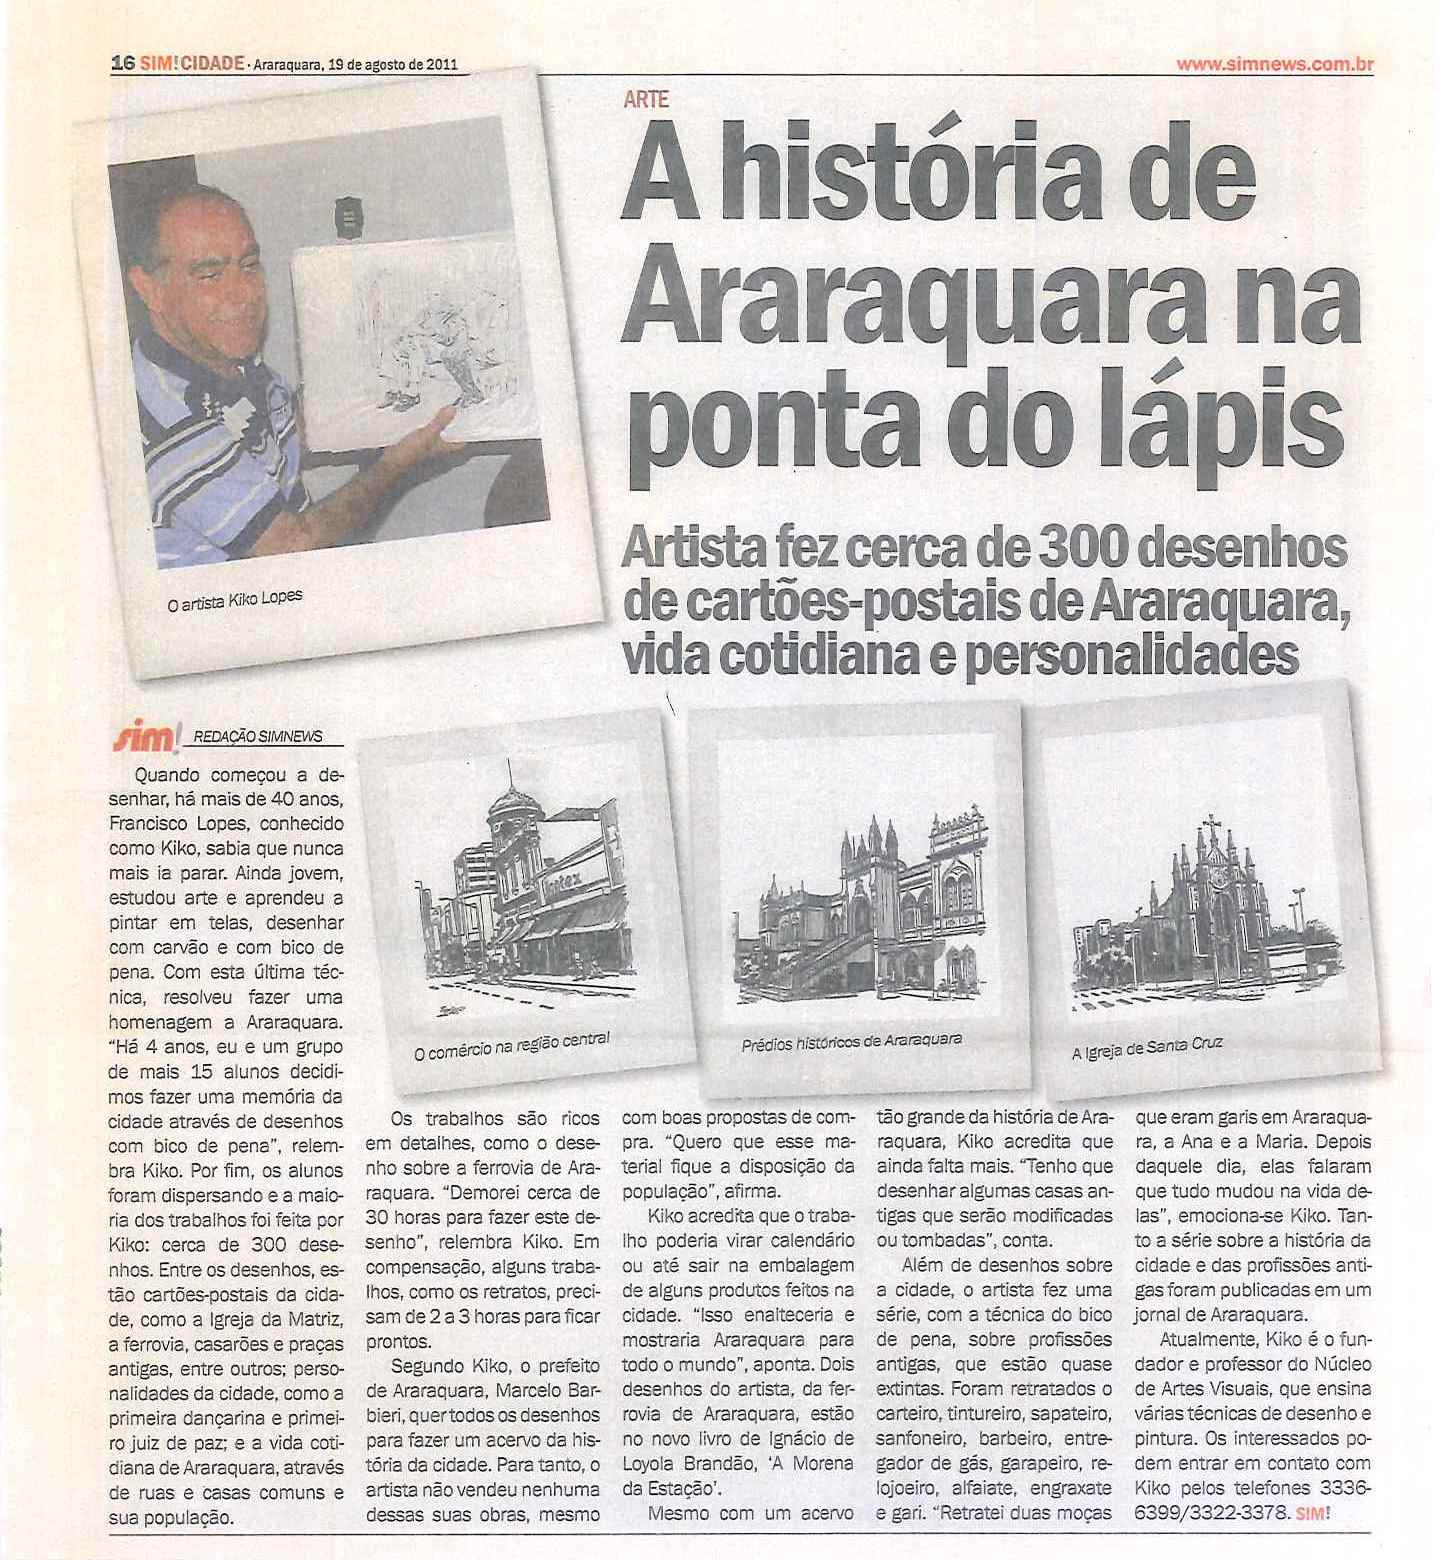 16 SIM!CIDADE • Araraquara, 19 de agosto de 2011
www.simnews.com.br
ARTE
A história de
Araraquara na
ponta do lápis
Artista fez cerca de 300 desenhos
de cartões-postais de Araraquara,
vida cotidiana e personalidades
O artista Kiko Lopes
sim! REDAÇÃO SIMNEWS
Quando começou a de-
senhar, há mais de 40 anos,
Francisco Lopes, conhecido
como Kiko, sabia que nunca
mais ia parar. Ainda jovem,
estudou arte e aprendeu a
pintar em telas, desenhar
com carvão e com bico de
pena. Com esta última téc-
nica, resolveu fazer uma
homenagem a Araraquara.
“Há 4 anos, eu e um grupo
de mais 15 alunos decidi-
mos fazer uma memória da
cidade através de desenhos
com bico de pena”, relem-
bra Kiko. Por fim, os alunos
foram dispersando e a maio-
ria dos trabalhos foi feita por
Kiko: cerca de 300 dese-
nhos. Entre os desenhos, es-
tão cartões-postais da cida-
de, como a Igreja da Matriz,
a ferrovia, casarões e praças
antigas, entre outros; perso-
nalidades da cidade, como a
primeira dançarina e primei-
ro juiz de paz; e a vida coti-
diana de Araraquara, através
de ruas e casas comuns e
sua população.
O comércio na região central
Prédios históricos de Araraquara
A Igreja de Santa Cruz
Os trabalhos são ricos
em detalhes, como o dese-
nho sobre a ferrovia de Ara-
raquara. “Demorei cerca de
30 horas para fazer este de-
senho”, relembra Kiko. Em
compensação, alguns traba-
lhos, como os retratos, preci-
sam de 2 a 3 horas para ficar
prontos.
Segundo Kiko, o prefeito
de Araraquara, Marcelo Bar-
bieri, quer todos os desenhos
para fazer um acervo da his-
tória da cidade. Para tanto, o
artista não vendeu nenhuma
dessas suas obras, mesmo
com boas propostas de com-
pra. “Quero que esse ma-
terial fique a disposição da
população”, afirma.
Kiko acredita que o traba-
lho poderia virar calendário
ou até sair na embalagem
de alguns produtos feitos na
cidade. “Isso enalteceria e
mostraria Araraquara para
todo o mundo”, aponta. Dois
desenhos do artista, da fer-
rovia de Araraquara, estão
no novo livro de Ignácio de
Loyola Brandão, ‘A Morena
da Estação’.
Mesmo com um acervo
tão grande da história de Ara-
raquara, Kiko acredita que
ainda falta mais. “Tenho que
desenhar algumas casas an-
tigas que serão modificadas
ou tombadas”, conta.
Além de desenhos sobre
a cidade, o artista fez uma
série, com a técnica do bico
de pena, sobre profissões
antigas, que estão quase
extintas. Foram retratados o
carteiro, tintureiro, sapateiro,
sanfoneiro, barbeiro, entre-
gador de gás, garapeiro, re-
lojoeiro, alfaiate, engraxate
e gari. “Retratei duas moças
que eram garis em Araraqua-
ra, a Ana e a Maria. Depois
daquele dia, elas falaram
que tudo mudou na vida de-
las”, emociona-se Kiko. Tan-
to a série sobre a história da
cidade e das profissões anti-
gas foram publicadas em um
jornal de Araraquara.
Atualmente, Kiko é o fun-
dador e professor do Núcleo
de Artes Visuais, que ensina
várias técnicas de desenho e
pintura. Os interessados po-
dem entrar em contato com
Kiko pelos telefones 3336-
6399/3322-3378. SIM!